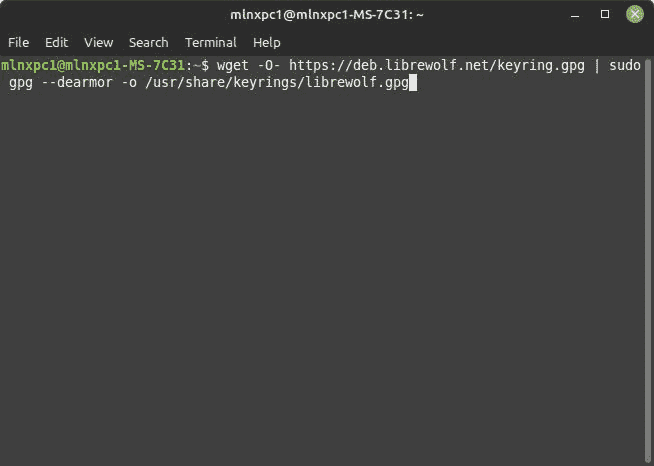 mlnxpc1@mlnxpc1-MS-7C31: ~
File Edit View Search Terminal Help
mlnxpc1@mlnxpc1-MS-7C31:~$ wget -O- https://deb.librewolf.net/keyring.gpg | sudo
gpg --dearmor -o /usr/share/keyrings/librewolf.gpg